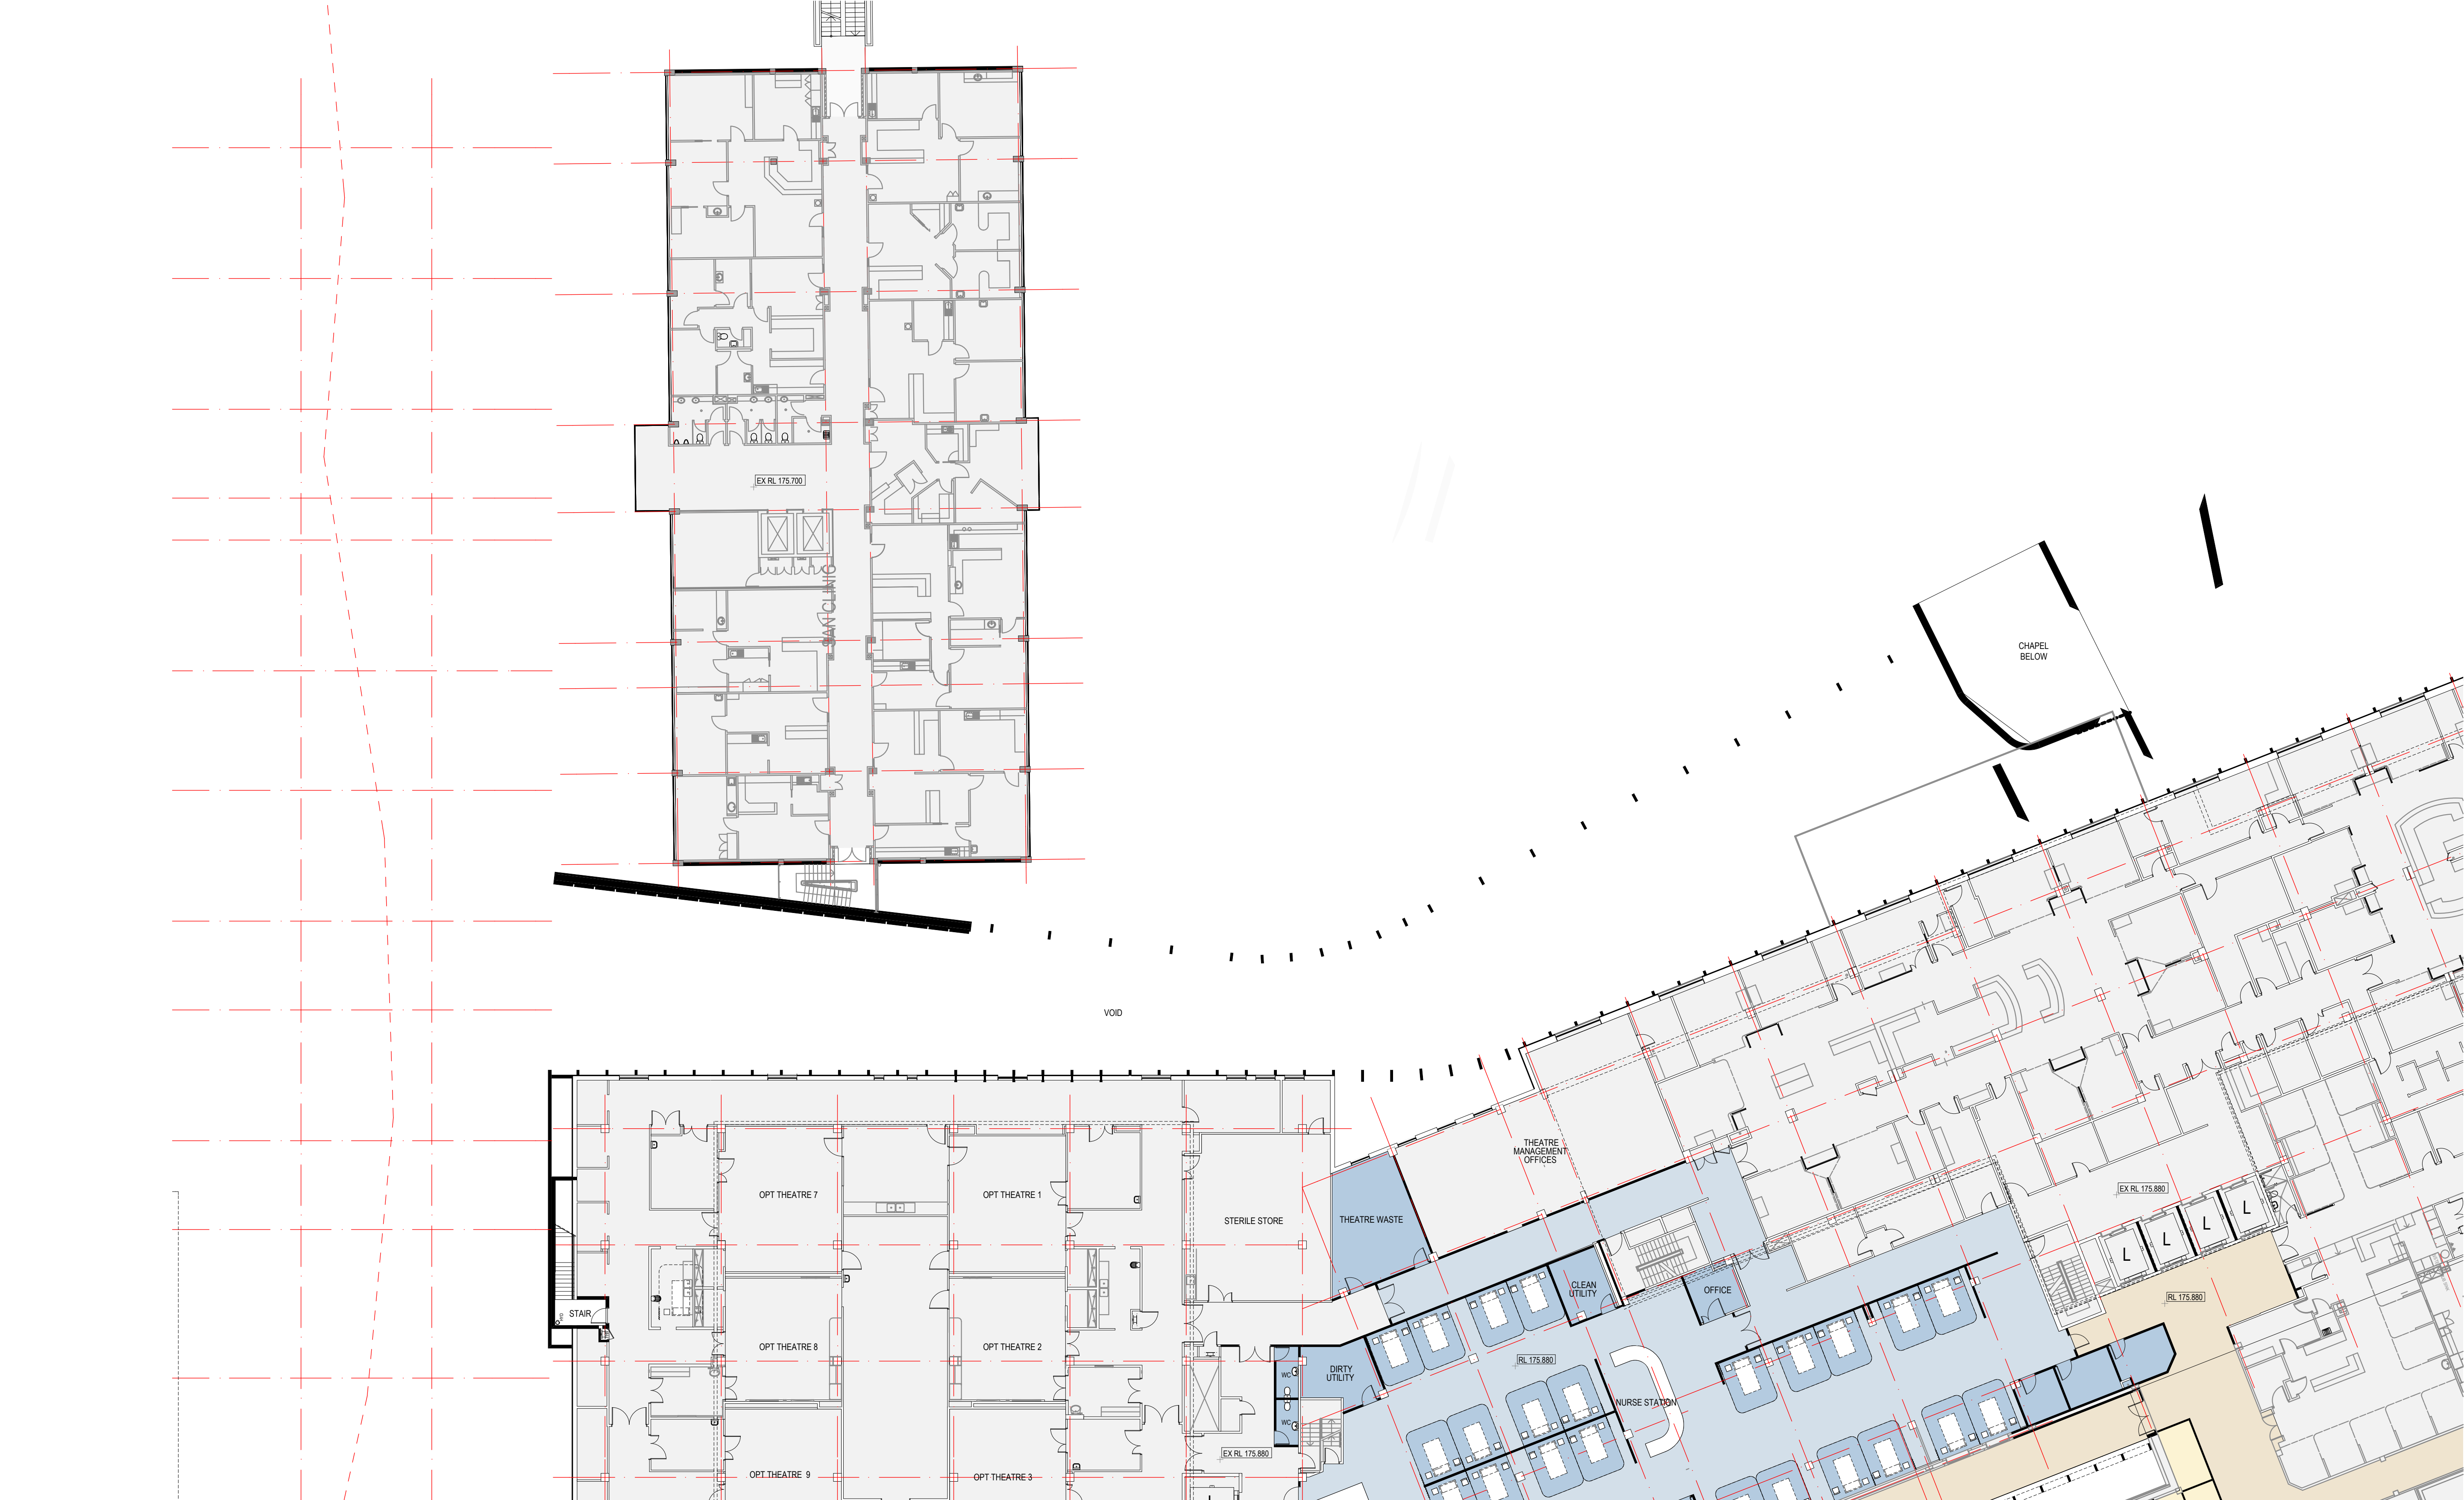 EX RL 175.700
SAN CLINIC
CHAPEL
BELOW
VOID
THEATRE
MANAGEMENT
OFFICES
OPT THEATRE 7
OPT THEATRE 1
STERILE STORE
THEATRE WASTE
EX RL 175.880
L
L
L
L
CLEAN
UTILITY
OFFICE
RL 175.880
STAIR
OPT THEATRE 8
OPT THEATRE 2
DIRTY
UTILITY
RL 175.880
WC
NURSE STATION
WC
EX RL 175.880
OPT THEATRE 9
OPT THEATRE 3